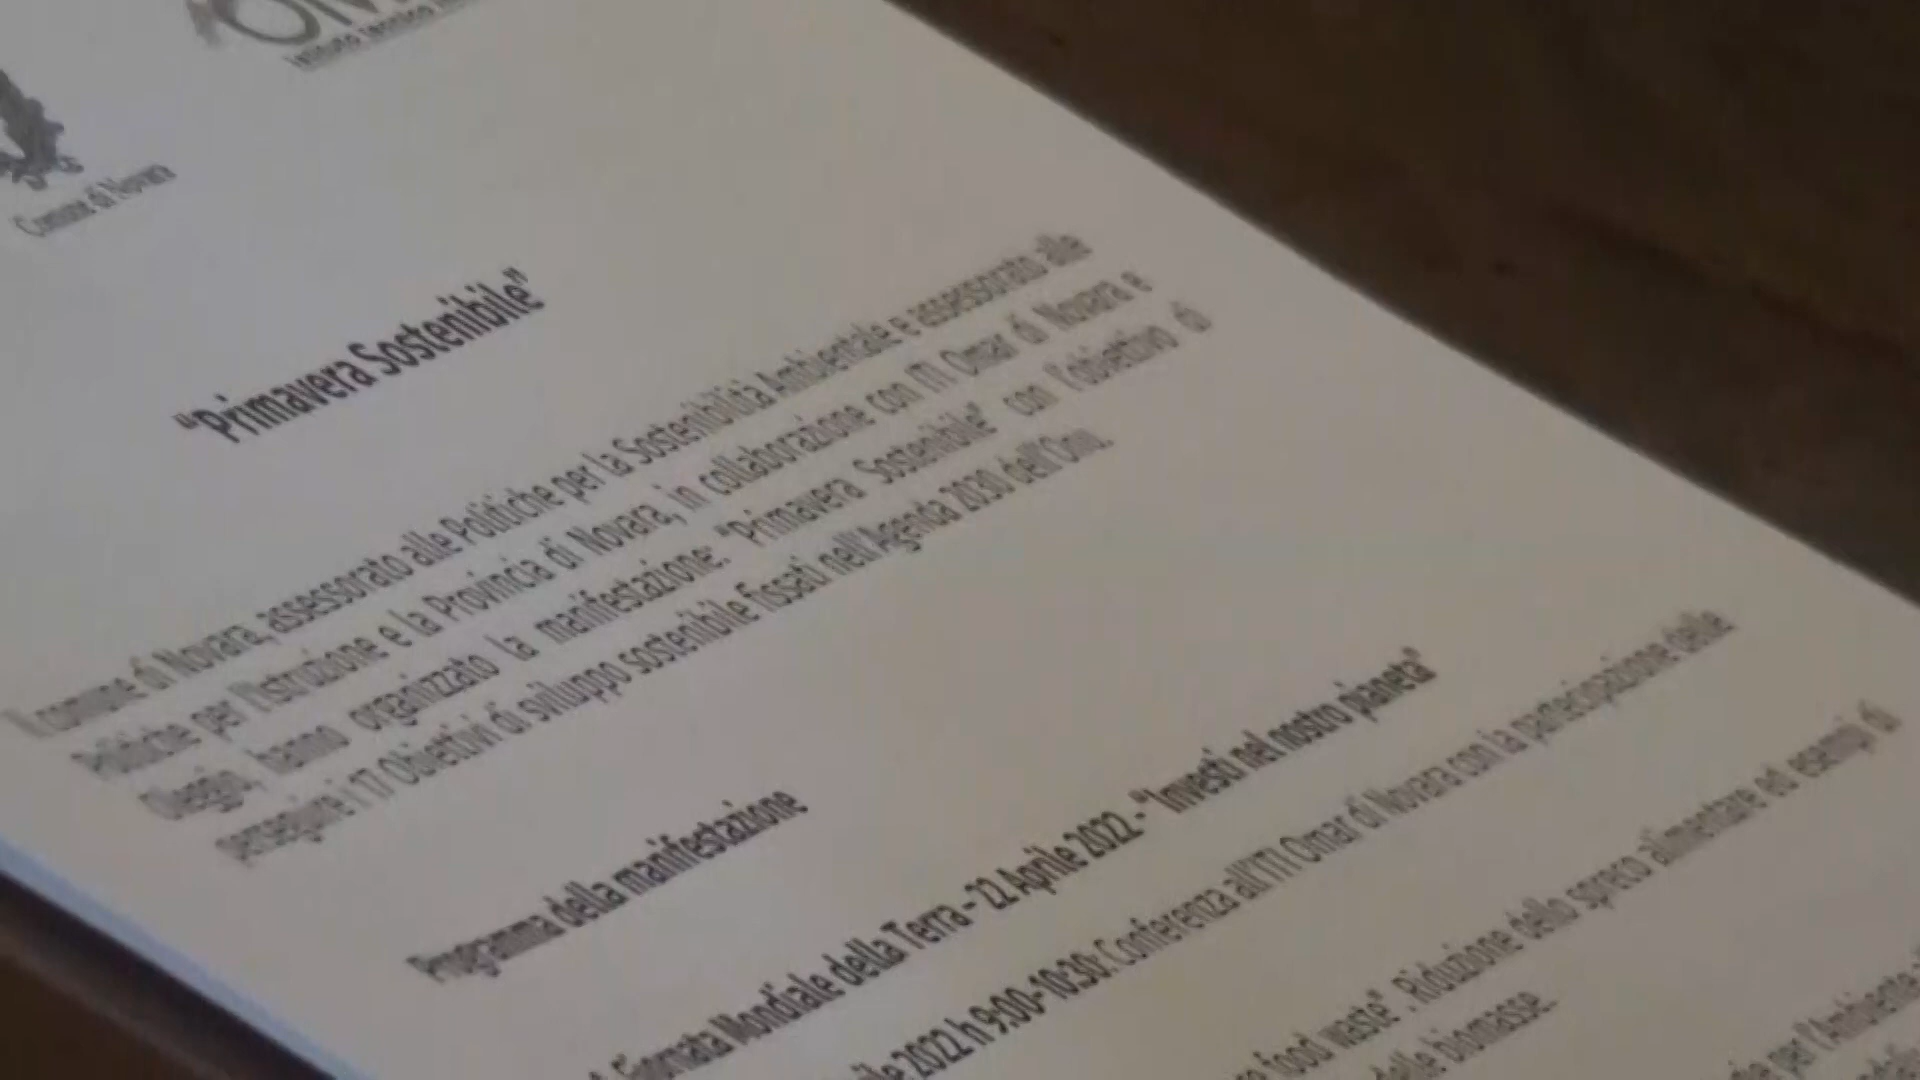 Istituto Tecnico
Comune di Novara
"Primavera Sostenibile"
Il comune di Novara, assessorato alle Politiche per la Sostenibilità Ambientale e assessorato alle
Politiche per l'Istruzione e la Provincia di Novara, in collaborazione con ITI Omar di Novara e
Oleggio, hanno organizzato la manifestazione: "Primavera Sostenibile" con l'obiettivo di
perseguire i 17 Obiettivi di sviluppo sostenibile fissati nell'Agenda 2030 dell'Onu.
Programma della manifestazione
Giornata Mondiale della Terra - 22 Aprile 2022 - "Investi nel nostro pianeta"
2022 h 9:00-10:30: Conferenza all'ITI Omar di Novara con la partecipazione della
food waste". Riduzione dello spreco alimentare ed esempi di
delle biomasse.
per l'Ambiente